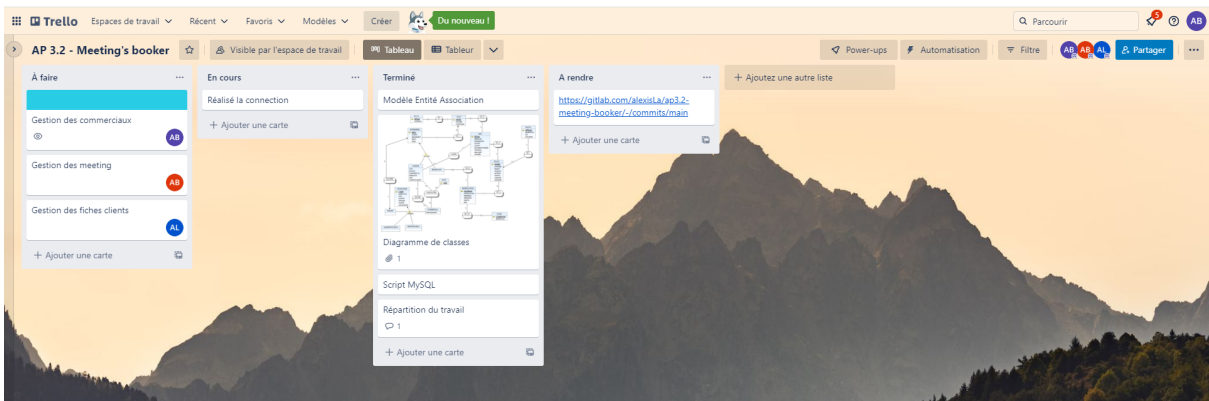 Trello Espaces de travail Récent Favoris Modèles Créer Du nouveau ! Parcourir 5 AB
AP 3.2 - Meeting's booker Visible par l'espace de travail Tableau Tableur Power-ups Automatisation Filtre AB AB AL Partager
À faire
Gestion des commerciaux
AB
Gestion des meeting
AB
Gestion des fiches clients
AL
+ Ajouter une carte
En cours
Réalisé la connection
+ Ajouter une carte
Terminé
Modèle Entité Association
Diagramme de classes
1
Script MySQL
Répartition du travail
1
+ Ajouter une carte
A rendre
https://gitlab.com/alexisLa/ap3.2-
meeting-booker/-/commits/main
+ Ajouter une carte
+ Ajoutez une autre liste